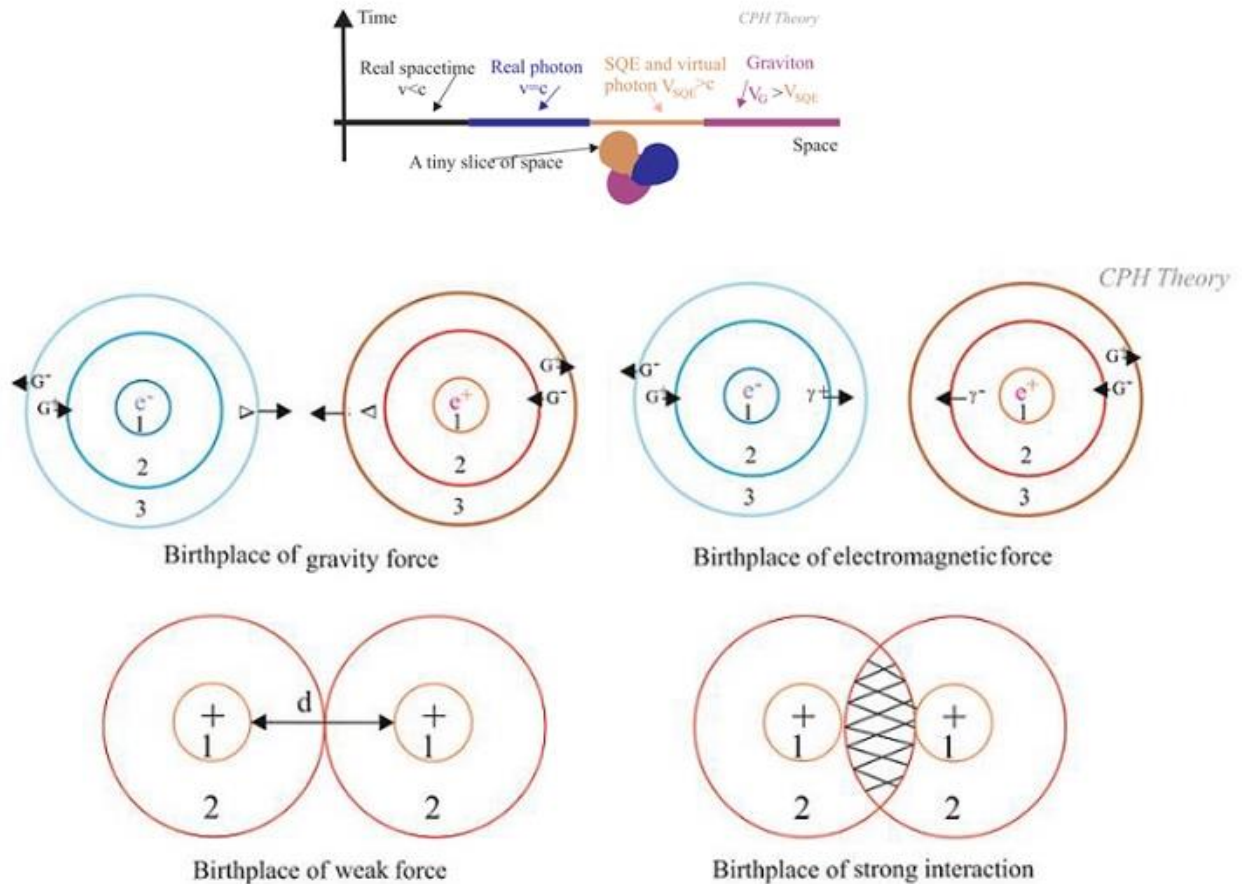 Time
CPH Theory
Real spacetime
v<c
Real photon
v=c
SQE and virtual
photon V_SQE>c
Graviton
V_G >V_SQE
Space
A tiny slice of space
CPH Theory
G⁻
G⁺
e⁻
1
2
3
G⁺
G⁻
e⁺
1
2
3
Birthplace of gravity force
G⁻
G⁺
e⁻
1
γ⁺
2
3
γ⁻
e⁺
1
G⁺
G⁻
2
3
Birthplace of electromagnetic force
+
1
2
d
+
1
2
Birthplace of weak force
+
1
2
+
1
2
Birthplace of strong interaction